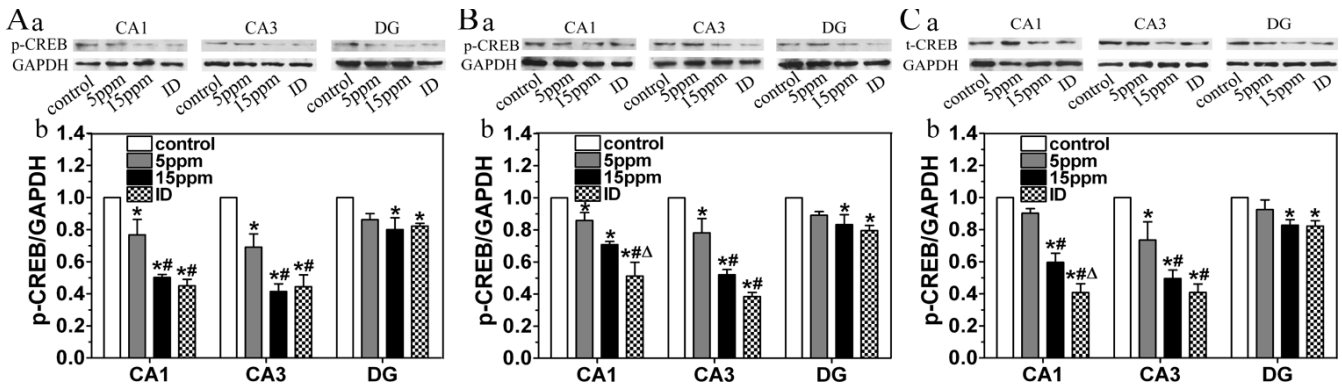 Aa CA1 CA3 DG
p-CREB
GAPDH
control 5ppm 15ppm ID control 5ppm 15ppm ID control 5ppm 15ppm ID
b
p-CREB/GAPDH
1.4
1.2
1.0
0.8
0.6
0.4
0.2
0.0
control
5ppm
15ppm
ID
* *# *# * *# *# * *
CA1 CA3 DG
Ba CA1 CA3 DG
p-CREB
GAPDH
control 5ppm 15ppm ID control 5ppm 15ppm ID control 5ppm 15ppm ID
b
p-CREB/GAPDH
1.4
1.2
1.0
0.8
0.6
0.4
0.2
0.0
control
5ppm
15ppm
ID
* * *#Δ * *# *# * *
CA1 CA3 DG
Ca CA1 CA3 DG
t-CREB
GAPDH
control 5ppm 15ppm ID control 5ppm 15ppm ID control 5ppm 15ppm ID
b
p-CREB/GAPDH
1.4
1.2
1.0
0.8
0.6
0.4
0.2
0.0
control
5ppm
15ppm
ID
*# *#Δ * *# *# * *
CA1 CA3 DG